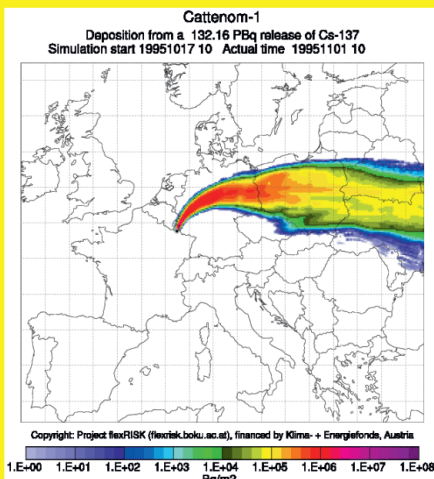 Cattenom-1
Deposition from a 132.16 PBq release of Cs-137
Simulation start 19951017 10 Actual time 19951101 10
Copyright: Project flexRISK (flexrisk.boku.ac.at), financed by Klima- + Energiefonds, Austria
1.E+00 1.E+01 1.E+02 1.E+03 1.E+04 1.E+05 1.E+06 1.E+07 1.E+08
Bq/m2